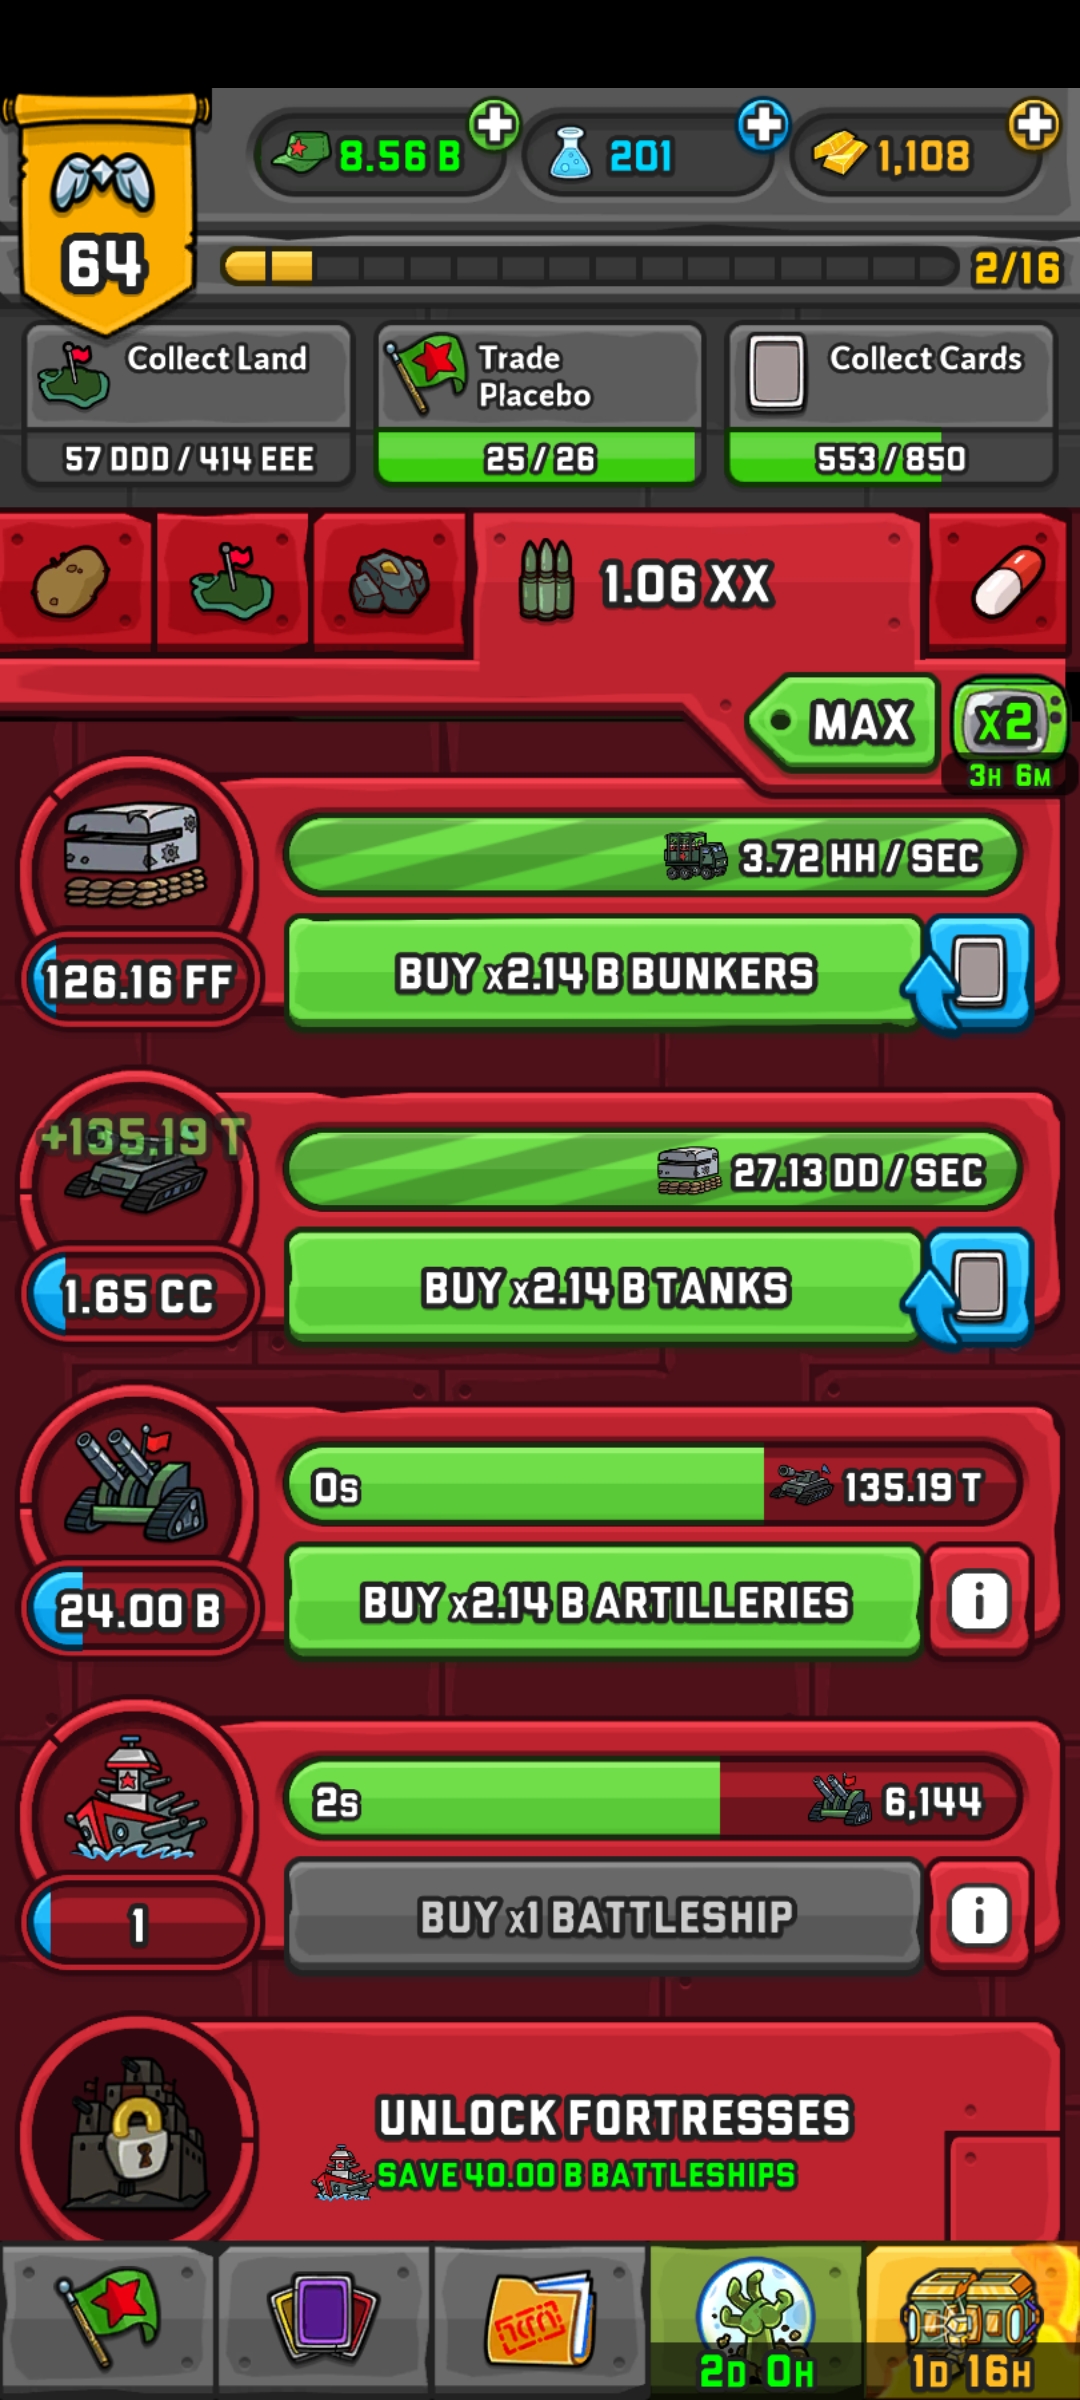 8.56 B
201
1,108
64
2/16
Collect Land
57 DDD / 414 EEE
Trade
Placebo
25 / 26
Collect Cards
553 / 850
1.06 XX
MAX
x2
3H 6M
3.72 HH / SEC
126.16 FF
BUY x2.14 B BUNKERS
+135.19 T
27.13 DD / SEC
1.65 CC
BUY x2.14 B TANKS
0s
135.19 T
24.00 B
BUY x2.14 B ARTILLERIES
i
2s
6,144
1
BUY x1 BATTLESHIP
i
UNLOCK FORTRESSES
SAVE 40.00 B BATTLESHIPS
2D 0H
1D 16H